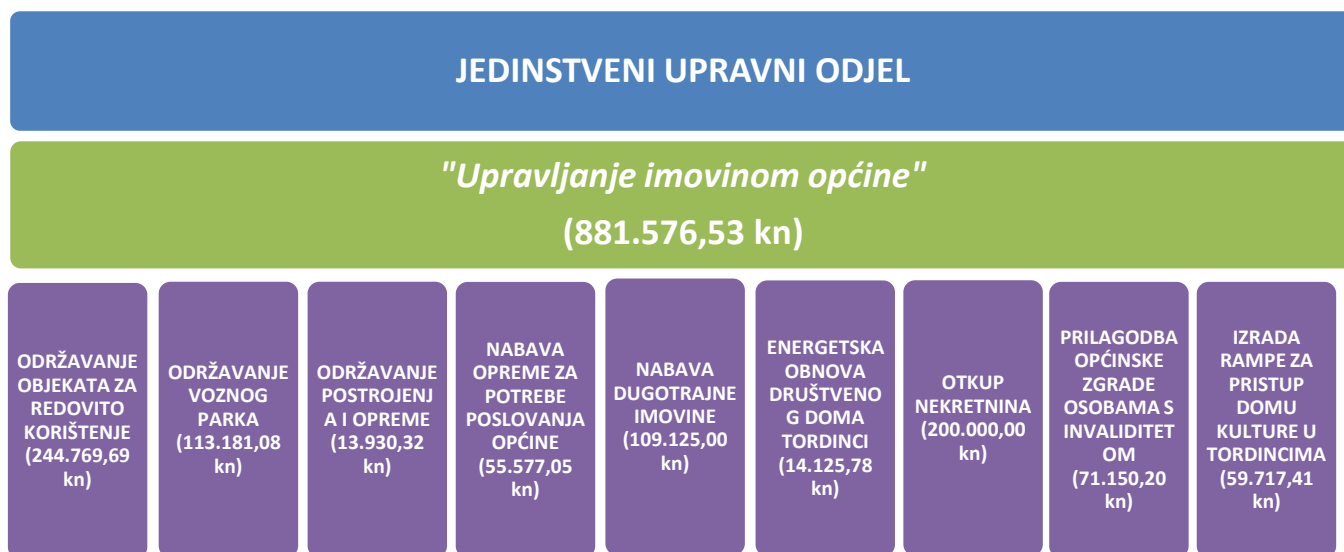 JEDINSTVENI UPRAVNI ODJEL
"Upravljanje imovinom općine"
(881.576,53 kn)
ODRŽAVANJE
OBJEKATA ZA
REDOVITO
KORIŠTENJE
(244.769,69
kn)
ODRŽAVANJE
VOZNOG
PARKA
(113.181,08
kn)
ODRŽAVANJE
POSTROJENJ
A I OPREME
(13.930,32
kn)
NABAVA
OPREME ZA
POTREBE
POSLOVANJA
OPĆINE
(55.577,05
kn)
NABAVA
DUGOTRAJNE
IMOVINE
(109.125,00
kn)
ENERGETSKA
OBNOVA
DRUŠTVENO
G DOMA
TORDINCI
(14.125,78
kn)
OTKUP
NEKRETNINA
(200.000,00
kn)
PRILAGODBA
OPĆINSKE
ZGRADE
OSOBAMA S
INVALIDITET
OM
(71.150,20
kn)
IZRADA
RAMPE ZA
PRISTUP
DOMU
KULTURE U
TORDINCIMA
(59.717,41
kn)